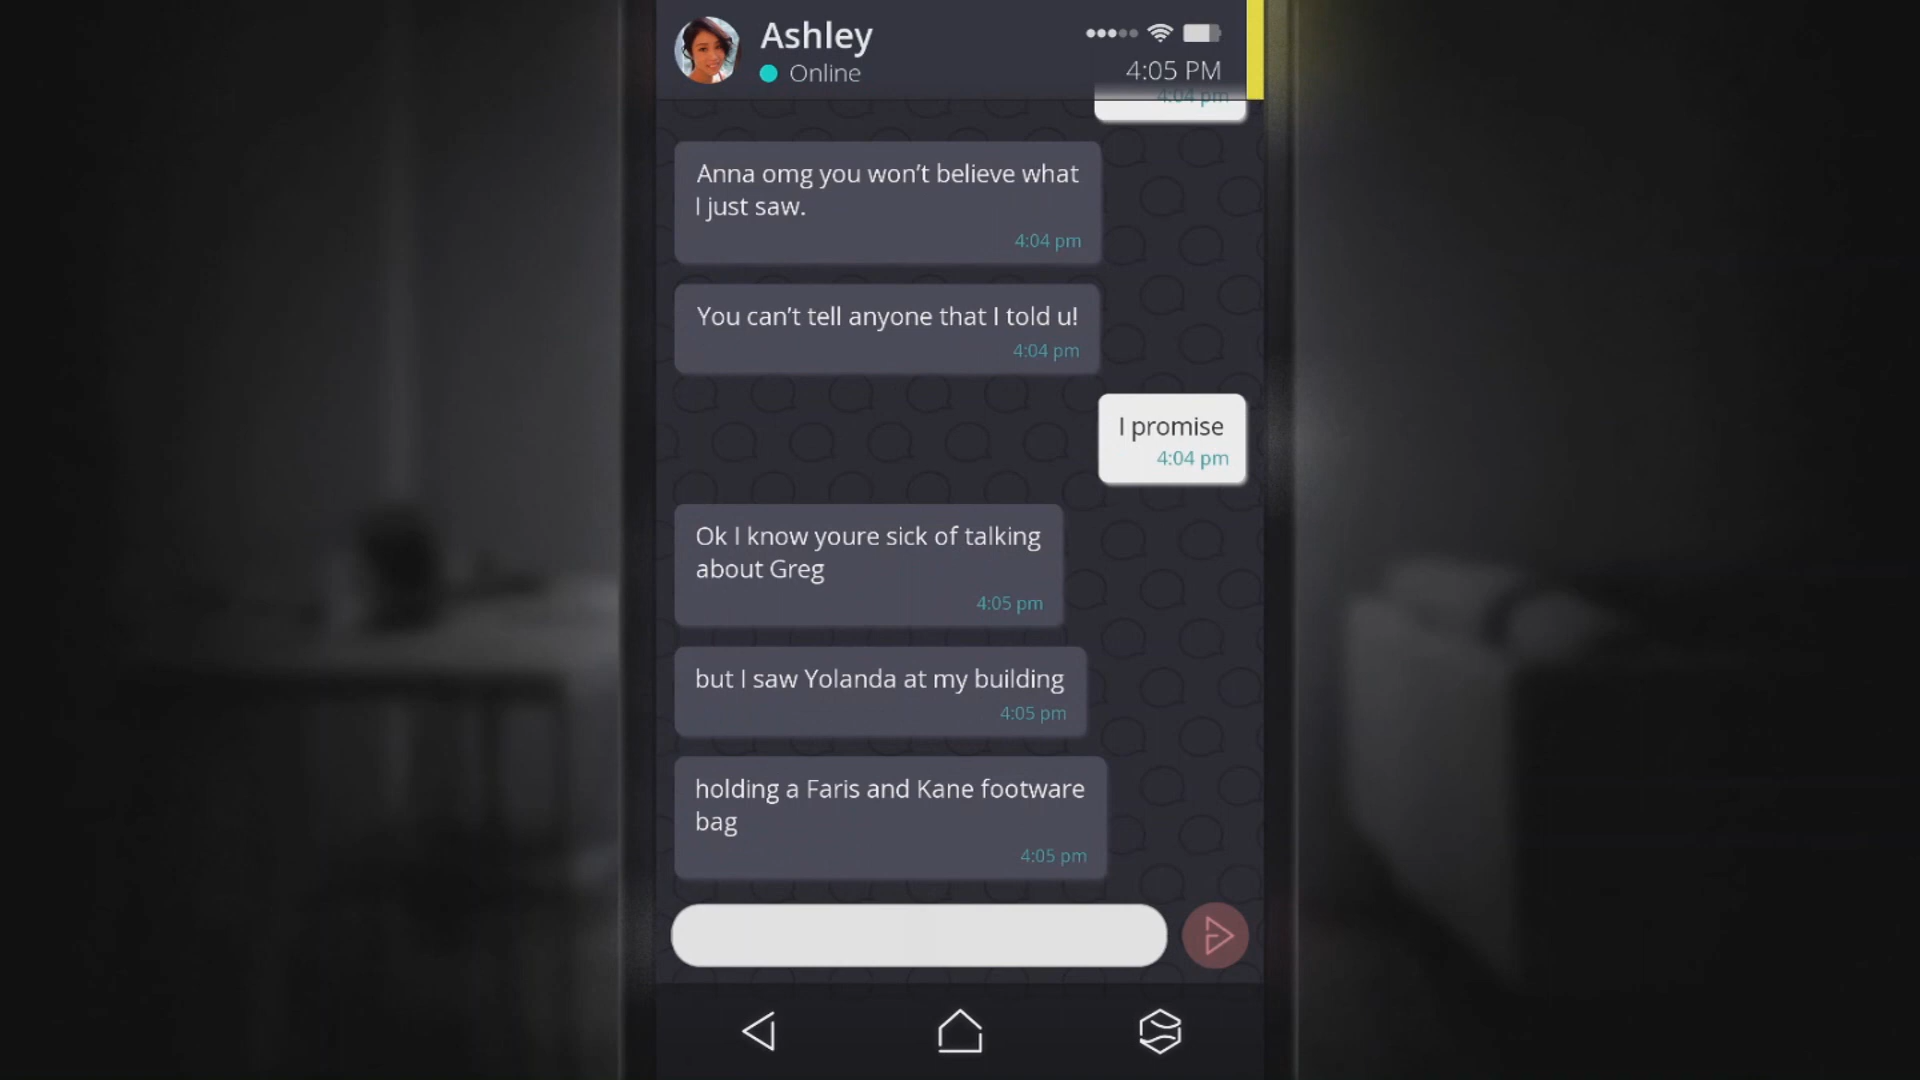 Ashley
Online
4:05 PM
4:04 pm
Anna omg you won't believe what
I just saw.
4:04 pm
You can't tell anyone that I told u!
4:04 pm
I promise
4:04 pm
Ok I know youre sick of talking
about Greg
4:05 pm
but I saw Yolanda at my building
4:05 pm
holding a Faris and Kane footware
bag
4:05 pm